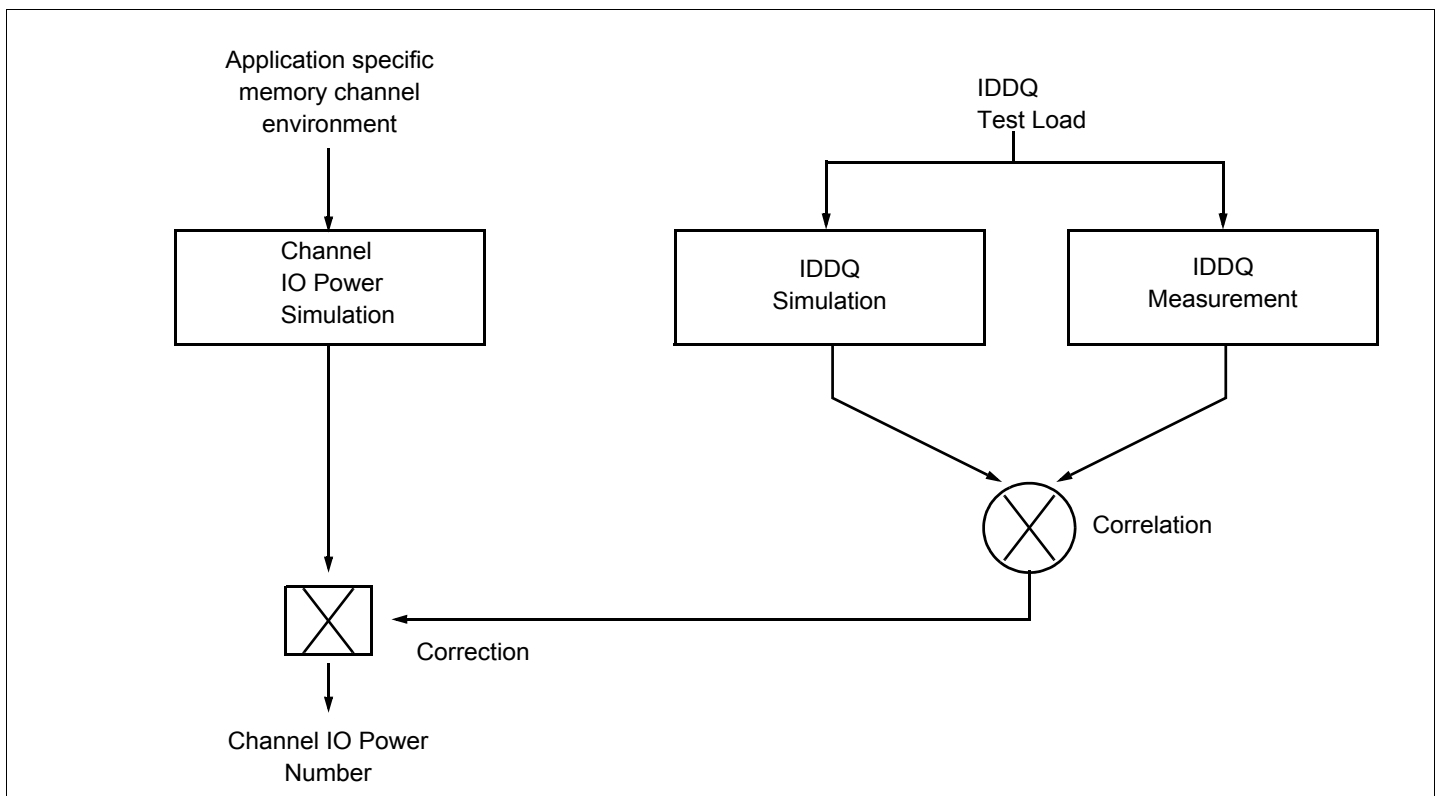 Application specific
memory channel
environment
IDDQ
Test Load
Channel
IO Power
Simulation
IDDQ
Simulation
IDDQ
Measurement
Correlation
Correction
Channel IO Power
Number